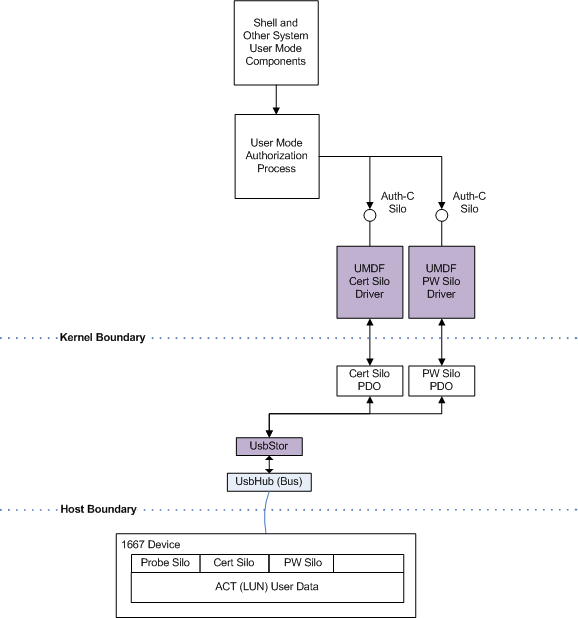 Shell and
Other System
User Mode
Components
User Mode
Authorization
Process
Auth-C
Silo
Auth-C
Silo
UMDF
Cert Silo
Driver
UMDF
PW Silo
Driver
Kernel Boundary
Cert Silo
PDO
PW Silo
PDO
UsbStor
UsbHub (Bus)
Host Boundary
1667 Device
Probe Silo
Cert Silo
PW Silo
ACT (LUN) User Data